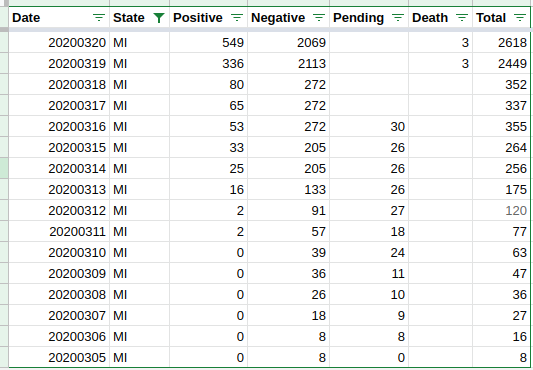 Date State Positive Negative Pending Death Total
20200320 MI 549 2069 3 2618
20200319 MI 336 2113 3 2449
20200318 MI 80 272 352
20200317 MI 65 272 337
20200316 MI 53 272 30 355
20200315 MI 33 205 26 264
20200314 MI 25 205 26 256
20200313 MI 16 133 26 175
20200312 MI 2 91 27 120
20200311 MI 2 57 18 77
20200310 MI 0 39 24 63
20200309 MI 0 36 11 47
20200308 MI 0 26 10 36
20200307 MI 0 18 9 27
20200306 MI 0 8 8 16
20200305 MI 0 8 0 8